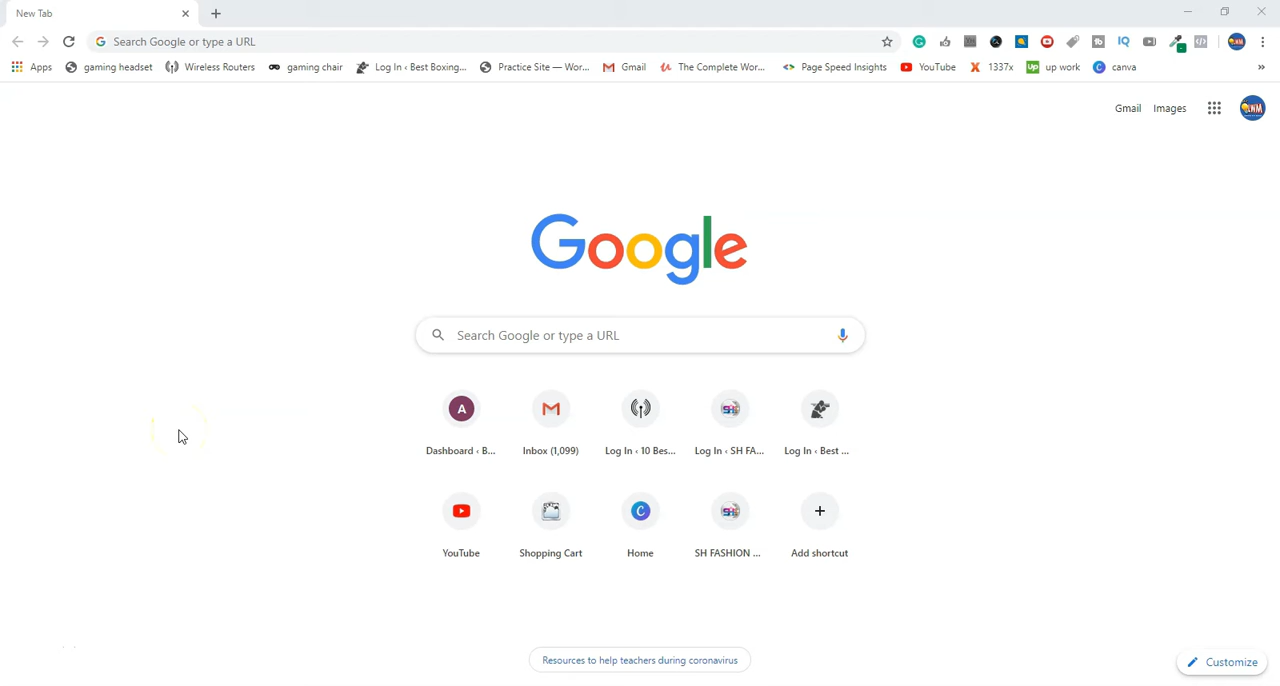 New Tab
Search Google or type a URL
IQ
Apps
gaming headset
Wireless Routers
gaming chair
Log In ‹ Best Boxing...
Practice Site — Wor...
Gmail
The Complete Wor...
Page Speed Insights
YouTube
1337x
Up
up work
canva
»
Gmail
Images
Google
Search Google or type a URL
A
Dashboard ‹ B...
Inbox (1,099)
Log In ‹ 10 Bes...
Log In ‹ SH FA...
Log In ‹ Best ...
YouTube
Shopping Cart
Home
SH FASHION ...
Add shortcut
Resources to help teachers during coronavirus
Customize